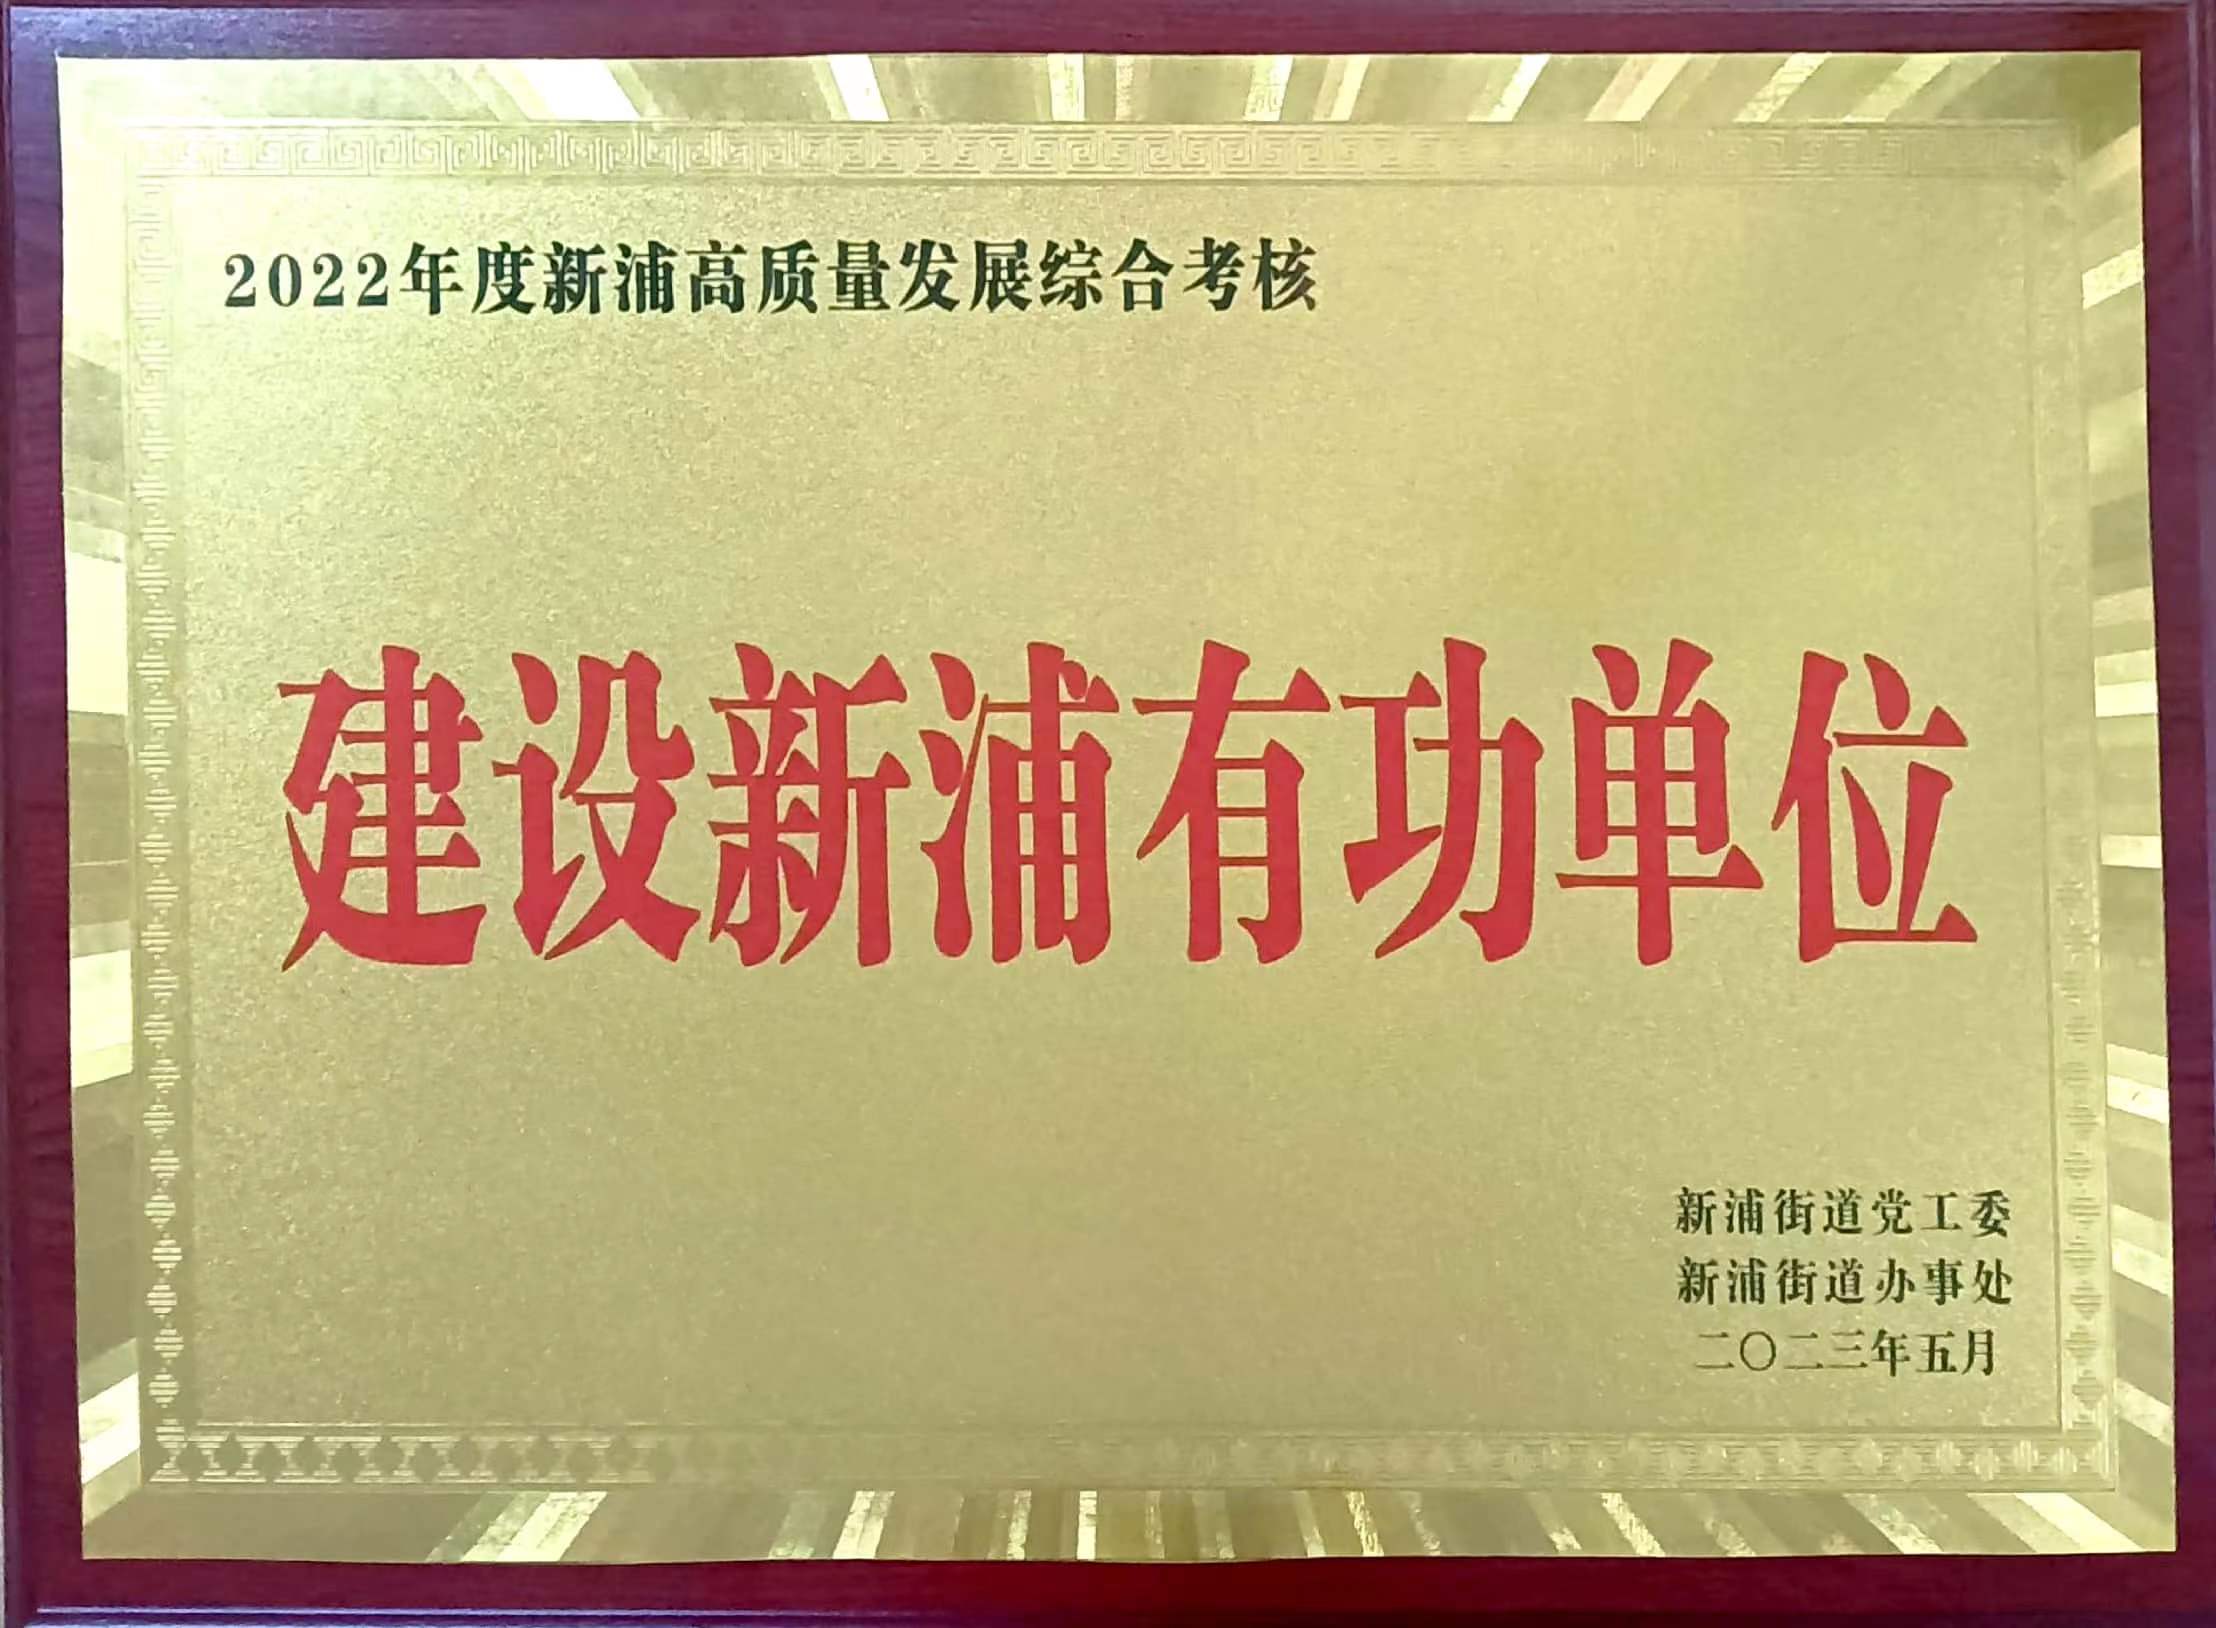 2022年度新浦高质量发展综合考核
建设新浦有功单位
新浦街道党工委
新浦街道办事处
二〇二三年五月